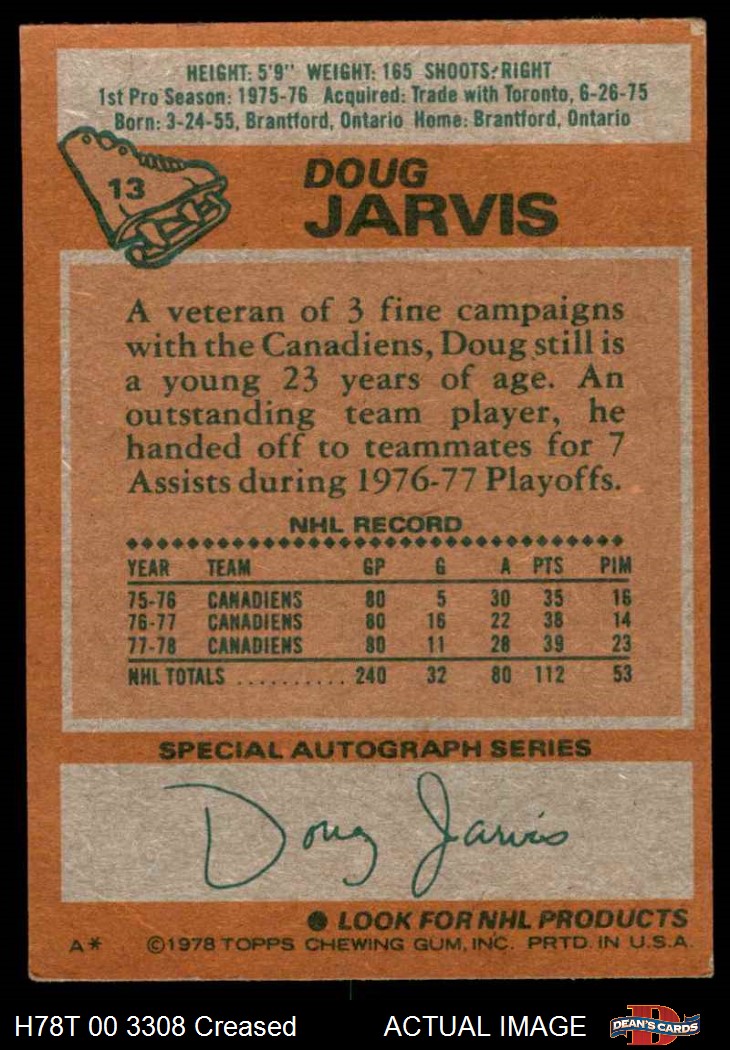 HEIGHT: 5'9" WEIGHT: 165 SHOOTS: RIGHT
1st Pro Season: 1975-76 Acquired: Trade with Toronto, 6-26-75
Born: 3-24-55, Brantford, Ontario Home: Brantford, Ontario
13
DOUG
JARVIS
A veteran of 3 fine campaigns
with the Canadiens, Doug still is
a young 23 years of age. An
outstanding team player, he
handed off to teammates for 7
Assists during 1976-77 Playoffs.
NHL RECORD
YEAR TEAM GP G A PTS PIM
75-76 CANADIENS 80 5 30 35 16
76-77 CANADIENS 80 16 22 38 14
77-78 CANADIENS 80 11 28 39 23
NHL TOTALS .......... 240 32 80 112 53
SPECIAL AUTOGRAPH SERIES
Doug Jarvis
● LOOK FOR NHL PRODUCTS
A* ©1978 TOPPS CHEWING GUM, INC. PRTD. IN U.S.A.
H78T 00 3308 Creased ACTUAL IMAGE D DEAN'S CARDS